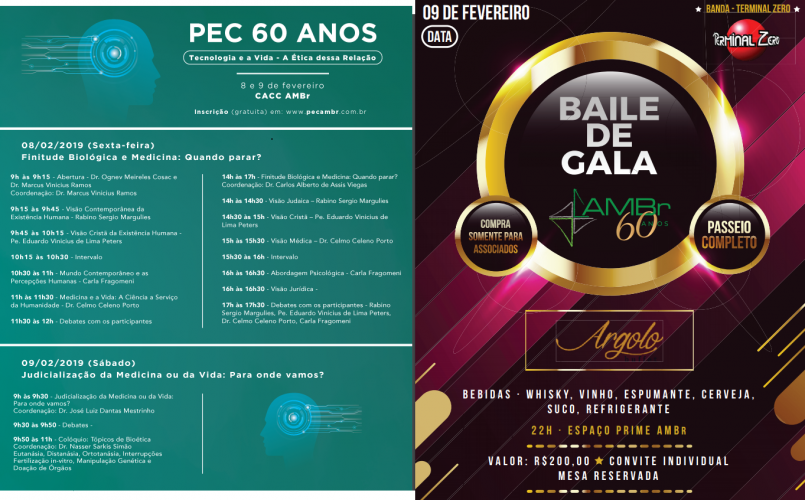 PEC 60 ANOS
Tecnologia e a Vida - A Ética dessa Relação
8 e 9 de fevereiro
CACC AMBr
Inscrição (gratuita) em: www.pecambr.com.br
08/02/2019 (Sexta-feira)
Finitude Biológica e Medicina: Quando parar?
9h às 9h15 - Abertura - Dr. Ognev Meireles Cosac e
Dr. Marcus Vinicius Ramos
Coordenação: Dr. Marcus Vinicius Ramos
9h15 às 9h45 - Visão Contemporânea da
Existência Humana - Rabino Sergio Margulies
9h45 às 10h15 - Visão Cristã da Existência Humana -
Pe. Eduardo Vinicius de Lima Peters
10h15 às 10h30 - Intervalo
10h30 às 11h - Mundo Contemporâneo e as
Percepções Humanas - Carla Fragomeni
11h às 11h30 - Medicina e a Vida: A Ciência a Serviço
da Humanidade - Dr. Celmo Celeno Porto
11h30 às 12h - Debates com os participantes
14h às 17h - Finitude Biológica e Medicina: Quando parar?
Coordenação: Dr. Carlos Alberto de Assis Viegas
14h às 14h30 - Visão Judaica – Rabino Sergio Margulies
14h30 às 15h - Visão Cristã – Pe. Eduardo Vinicius de
Lima Peters
15h às 15h30 - Visão Médica – Dr. Celmo Celeno Porto
15h30 às 16h - Intervalo
16h às 16h30 - Abordagem Psicológica - Carla Fragomeni
16h às 16h30 - Visão Jurídica -
17h às 17h30 - Debates com os participantes - Rabino
Sergio Margulies, Pe. Eduardo Vinicius de Lima Peters,
Dr. Celmo Celeno Porto, Carla Fragomeni
09/02/2019 (Sábado)
Judicialização da Medicina ou da Vida: Para onde vamos?
9h às 9h30 - Judicialização da Medicina ou da Vida:
Para onde vamos?
Coordenação: Dr. José Luiz Dantas Mestrinho
9h30 às 9h50 - Debates -
9h50 às 11h - Colóquio: Tópicos de Bioética
Coordenação: Dr. Nasser Sarkis Simão
Eutanásia, Distanásia, Ortotanásia, Interrupções
Fertilização in-vitro, Manipulação Genética e
Doação de Órgãos
09 DE FEVEREIRO
DATA
★ BANDA - TERMINAL ZERO ★
TERMINAL ZERO
BAILE
DE
GALA
AMBr
60
ANOS
COMPRA
SOMENTE PARA
ASSOCIADOS
PASSEIO
COMPLETO
Argolo
BEBIDAS · WHISKY, VINHO, ESPUMANTE, CERVEJA,
SUCO, REFRIGERANTE
22H · ESPAÇO PRIME AMBR
VALOR: R$200,00 ★ CONVITE INDIVIDUAL
MESA RESERVADA